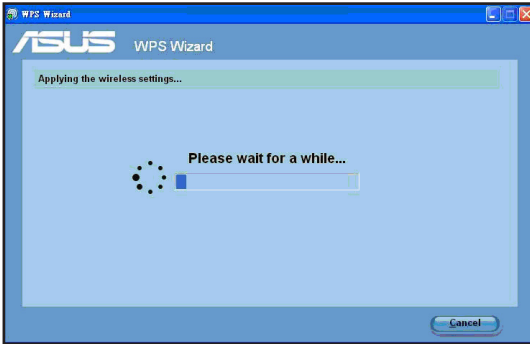 WPS Wizard
ASUS WPS Wizard
Applying the wireless settings...
Please wait for a while...
Cancel